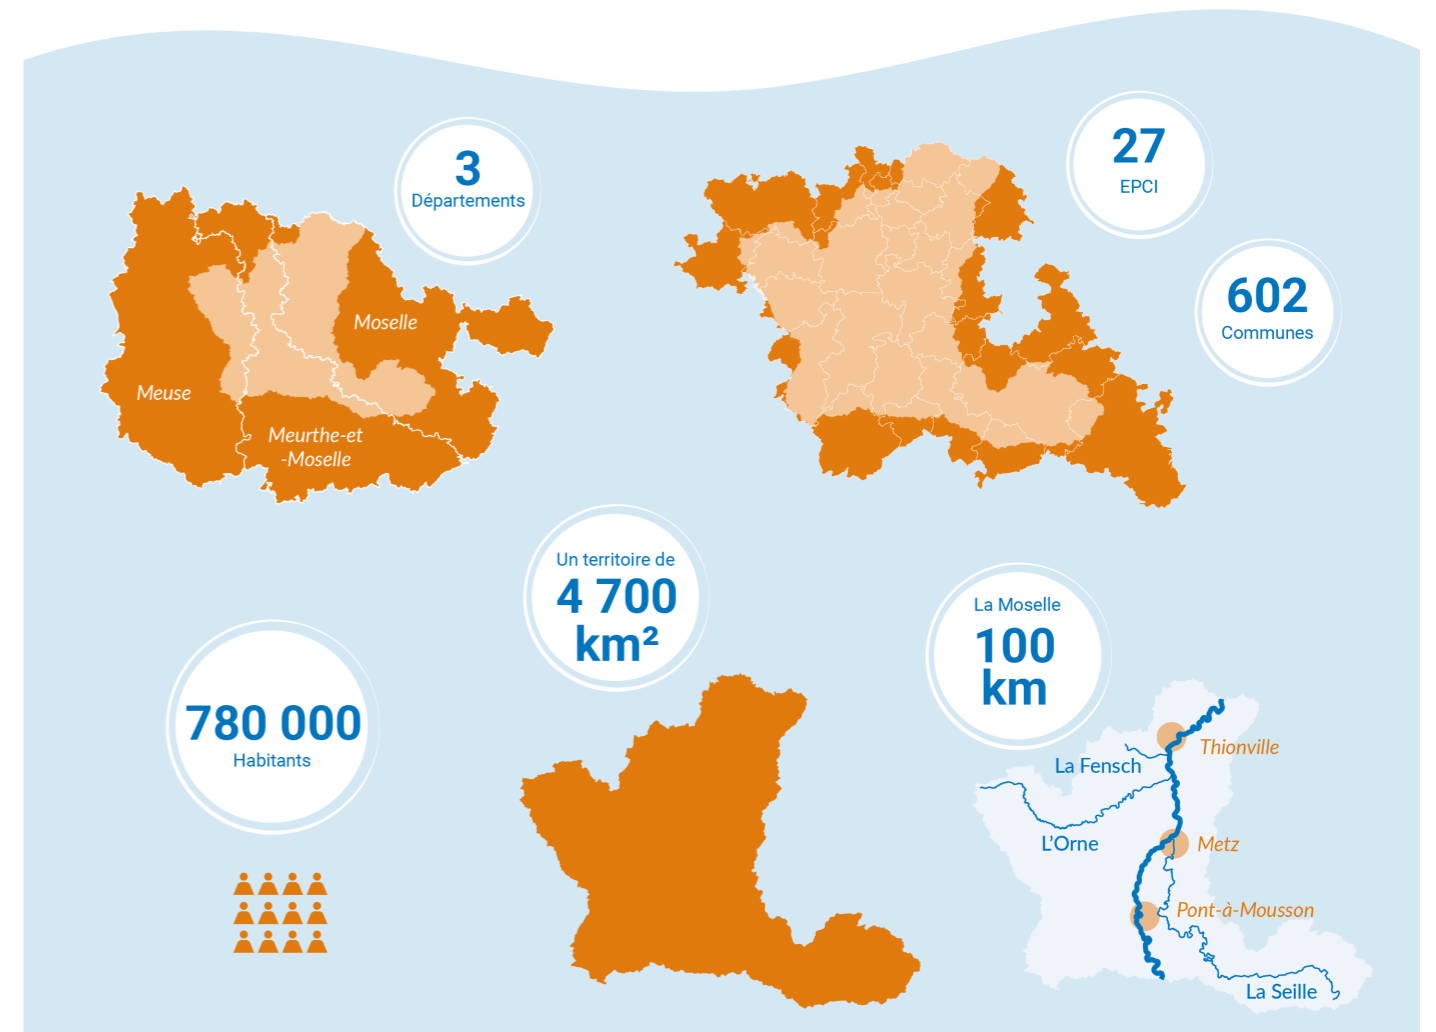 3
Départements
Moselle
Meuse
Meurthe-et
-Moselle
27
EPCI
602
Communes
Un territoire de
4 700
km²
780 000
Habitants
La Moselle
100
km
Thionville
La Fensch
L'Orne
Metz
Pont-à-Mousson
La Seille